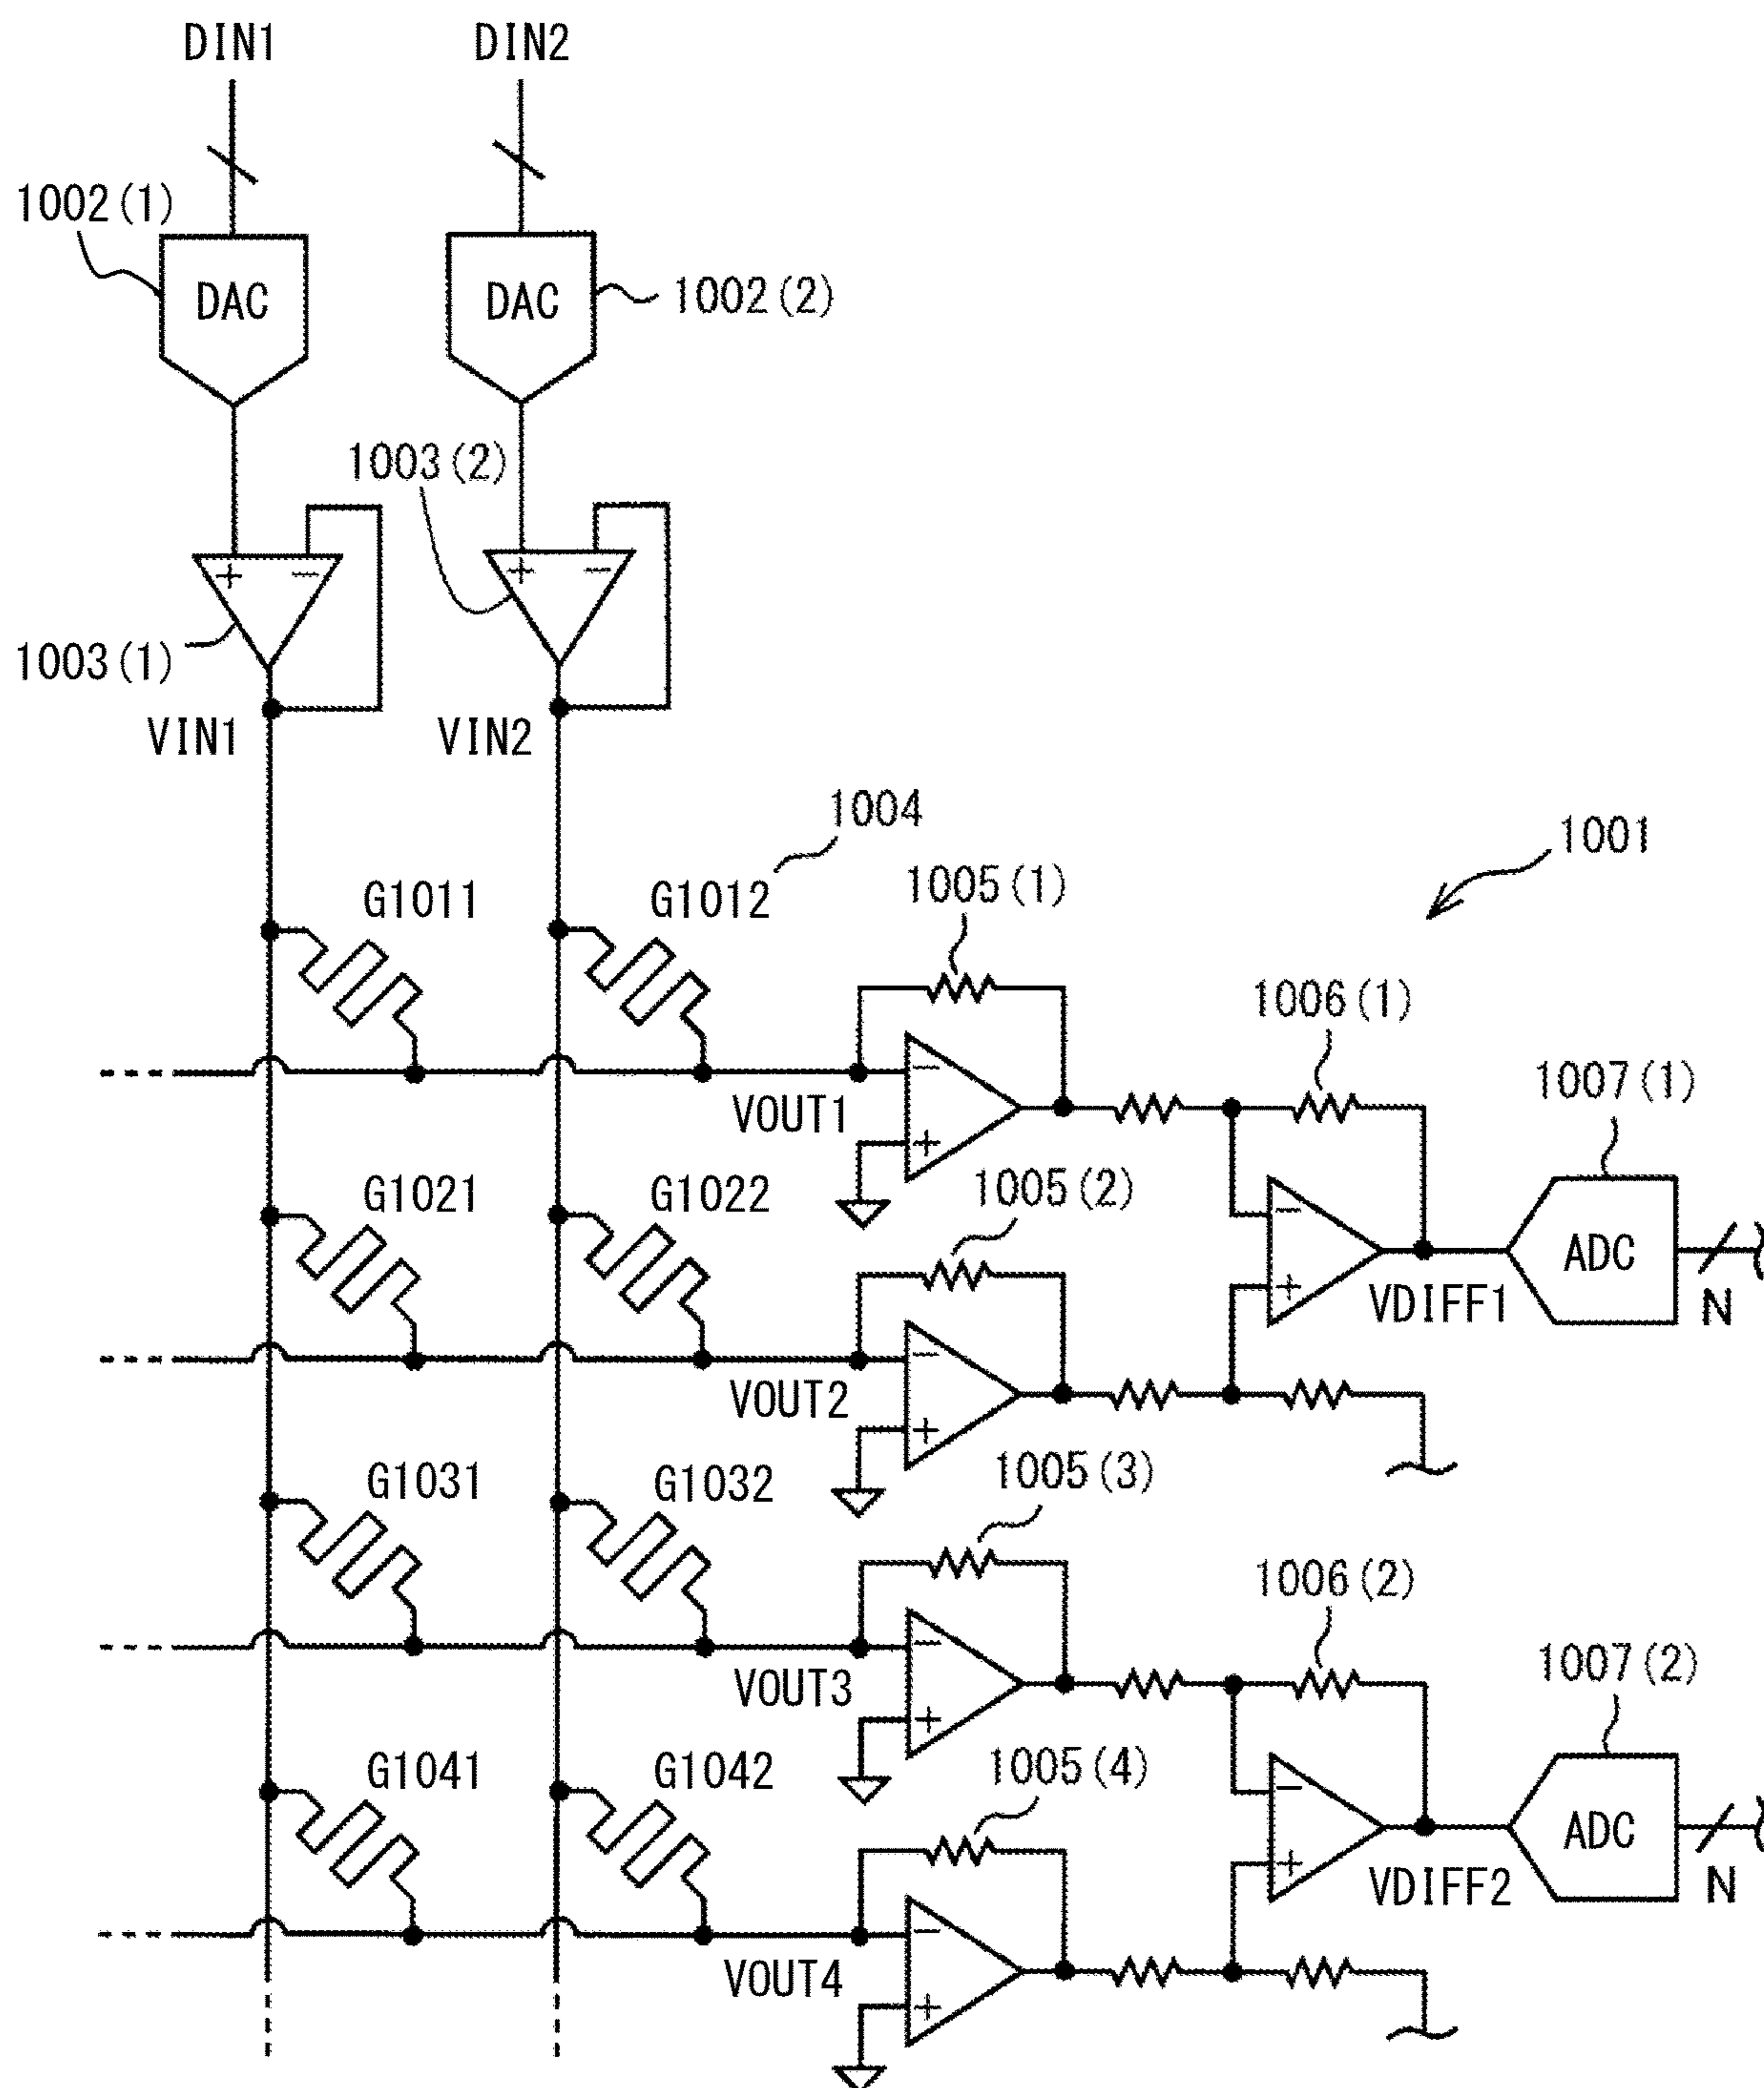 DIN1 DIN2
1002(1)
DAC DAC 1002(2)
1003(2)
+ − + −
1003(1)
VIN1 VIN2
1004
1001
G1011 G1012 1005(1)
1006(1)
1007(1)
−
VOUT1
+
G1021 G1022 1005(2)
−
ADC
+
VDIFF1 N
−
VOUT2
+
G1031 G1032 1005(3)
1006(2)
−
1007(2)
VOUT3
+
G1041 G1042 1005(4)
−
ADC
+
VDIFF2 N
−
VOUT4
+